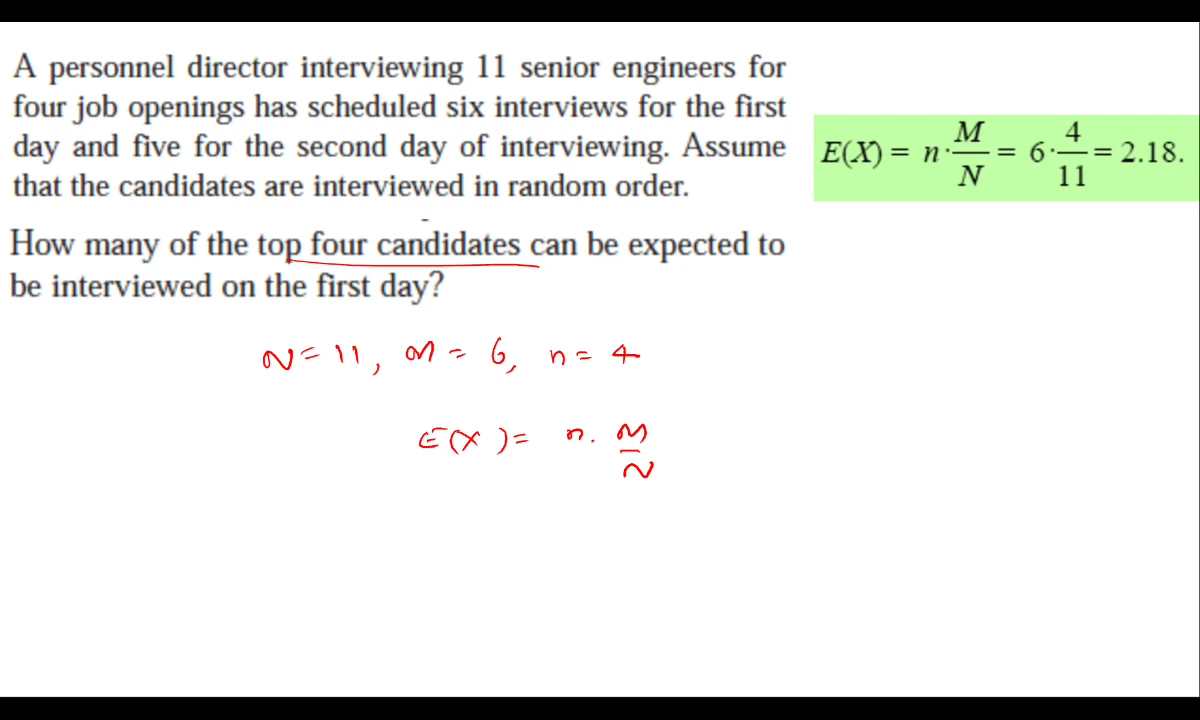 A personnel director interviewing 11 senior engineers for
four job openings has scheduled six interviews for the first
day and five for the second day of interviewing. Assume
that the candidates are interviewed in random order.
E(X) = n · M/N = 6 · 4/11 = 2.18.
How many of the top four candidates can be expected to
be interviewed on the first day?
N = 11, M = 6, n = 4
E(X) = n. M/N